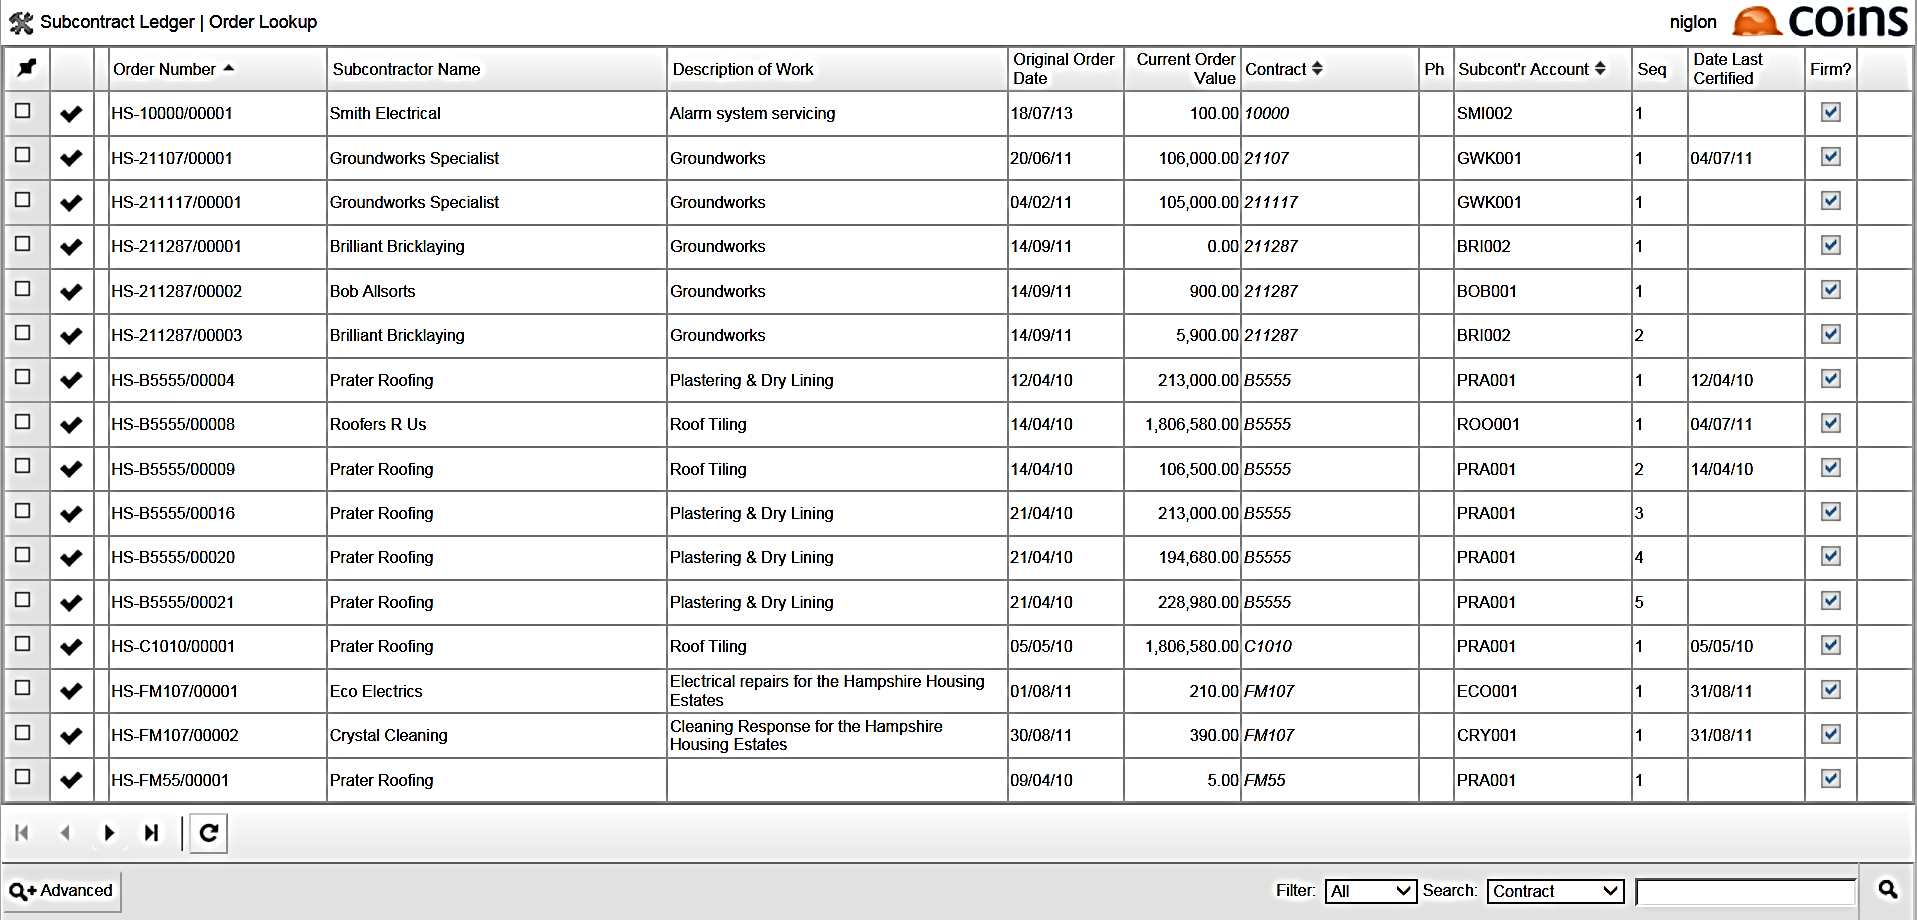 Subcontract Ledger | Order Lookup
niglon
coins
Order Number Subcontractor Name Description of Work Original Order Date Current Order Value Contract Ph Subcont'r Account Seq Date Last Certified Firm?
HS-10000/00001 Smith Electrical Alarm system servicing 18/07/13 100.00 10000 SMI002 1
HS-21107/00001 Groundworks Specialist Groundworks 20/06/11 106,000.00 21107 GWK001 1 04/07/11
HS-211117/00001 Groundworks Specialist Groundworks 04/02/11 105,000.00 211117 GWK001 1
HS-211287/00001 Brilliant Bricklaying Groundworks 14/09/11 0.00 211287 BRI002 1
HS-211287/00002 Bob Allsorts Groundworks 14/09/11 900.00 211287 BOB001 1
HS-211287/00003 Brilliant Bricklaying Groundworks 14/09/11 5,900.00 211287 BRI002 2
HS-B5555/00004 Prater Roofing Plastering & Dry Lining 12/04/10 213,000.00 B5555 PRA001 1 12/04/10
HS-B5555/00008 Roofers R Us Roof Tiling 14/04/10 1,806,580.00 B5555 ROO001 1 04/07/11
HS-B5555/00009 Prater Roofing Roof Tiling 14/04/10 106,500.00 B5555 PRA001 2 14/04/10
HS-B5555/00016 Prater Roofing Plastering & Dry Lining 21/04/10 213,000.00 B5555 PRA001 3
HS-B5555/00020 Prater Roofing Plastering & Dry Lining 21/04/10 194,680.00 B5555 PRA001 4
HS-B5555/00021 Prater Roofing Plastering & Dry Lining 21/04/10 228,980.00 B5555 PRA001 5
HS-C1010/00001 Prater Roofing Roof Tiling 05/05/10 1,806,580.00 C1010 PRA001 1 05/05/10
HS-FM107/00001 Eco Electrics Electrical repairs for the Hampshire Housing Estates 01/08/11 210.00 FM107 ECO001 1 31/08/11
HS-FM107/00002 Crystal Cleaning Cleaning Response for the Hampshire Housing Estates 30/08/11 390.00 FM107 CRY001 1 31/08/11
HS-FM55/00001 Prater Roofing 09/04/10 5.00 FM55 PRA001 1
Advanced Filter: All Search: Contract